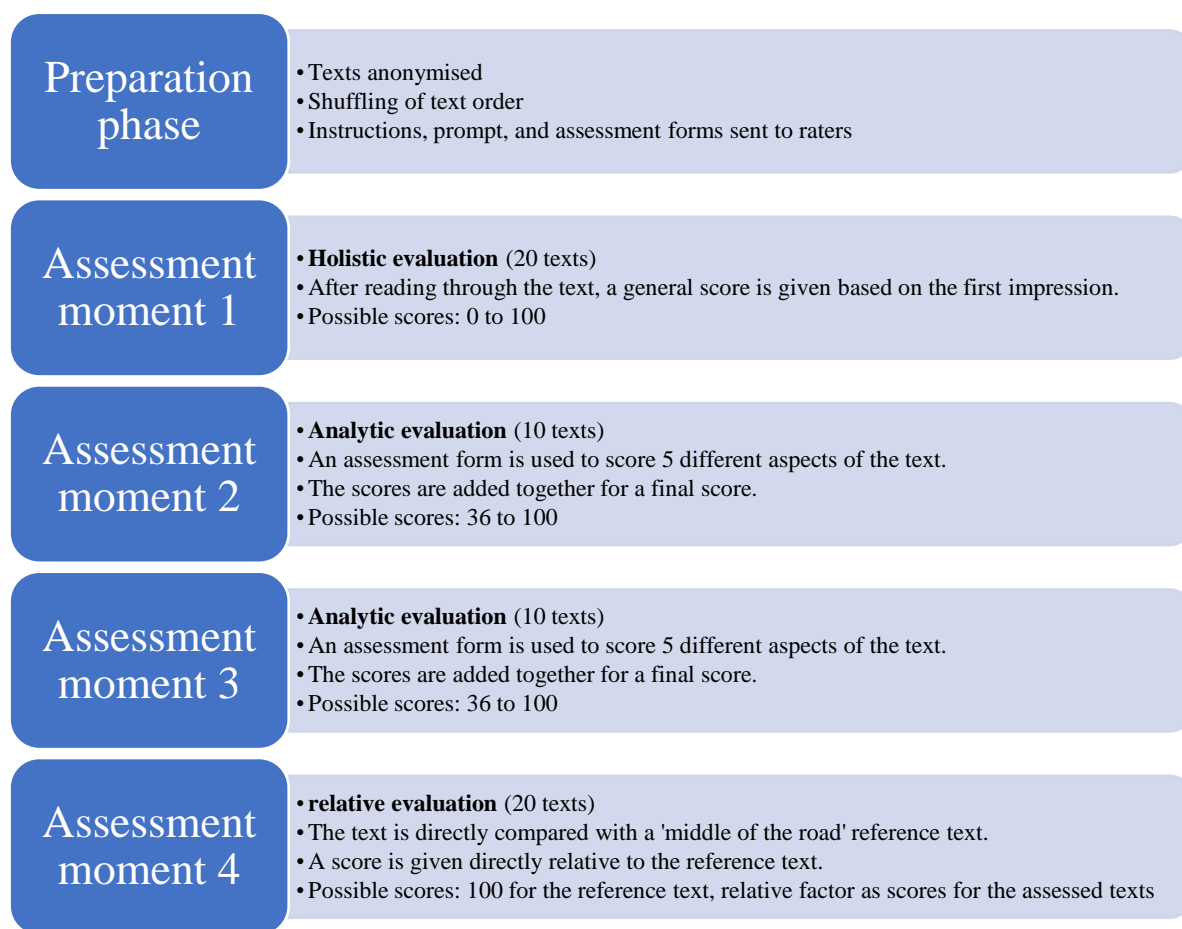 Preparation
phase
• Texts anonymised
• Shuffling of text order
• Instructions, prompt, and assessment forms sent to raters
Assessment
moment 1
• Holistic evaluation (20 texts)
• After reading through the text, a general score is given based on the first impression.
• Possible scores: 0 to 100
Assessment
moment 2
• Analytic evaluation (10 texts)
• An assessment form is used to score 5 different aspects of the text.
• The scores are added together for a final score.
• Possible scores: 36 to 100
Assessment
moment 3
• Analytic evaluation (10 texts)
• An assessment form is used to score 5 different aspects of the text.
• The scores are added together for a final score.
• Possible scores: 36 to 100
Assessment
moment 4
• relative evaluation (20 texts)
• The text is directly compared with a 'middle of the road' reference text.
• A score is given directly relative to the reference text.
• Possible scores: 100 for the reference text, relative factor as scores for the assessed texts